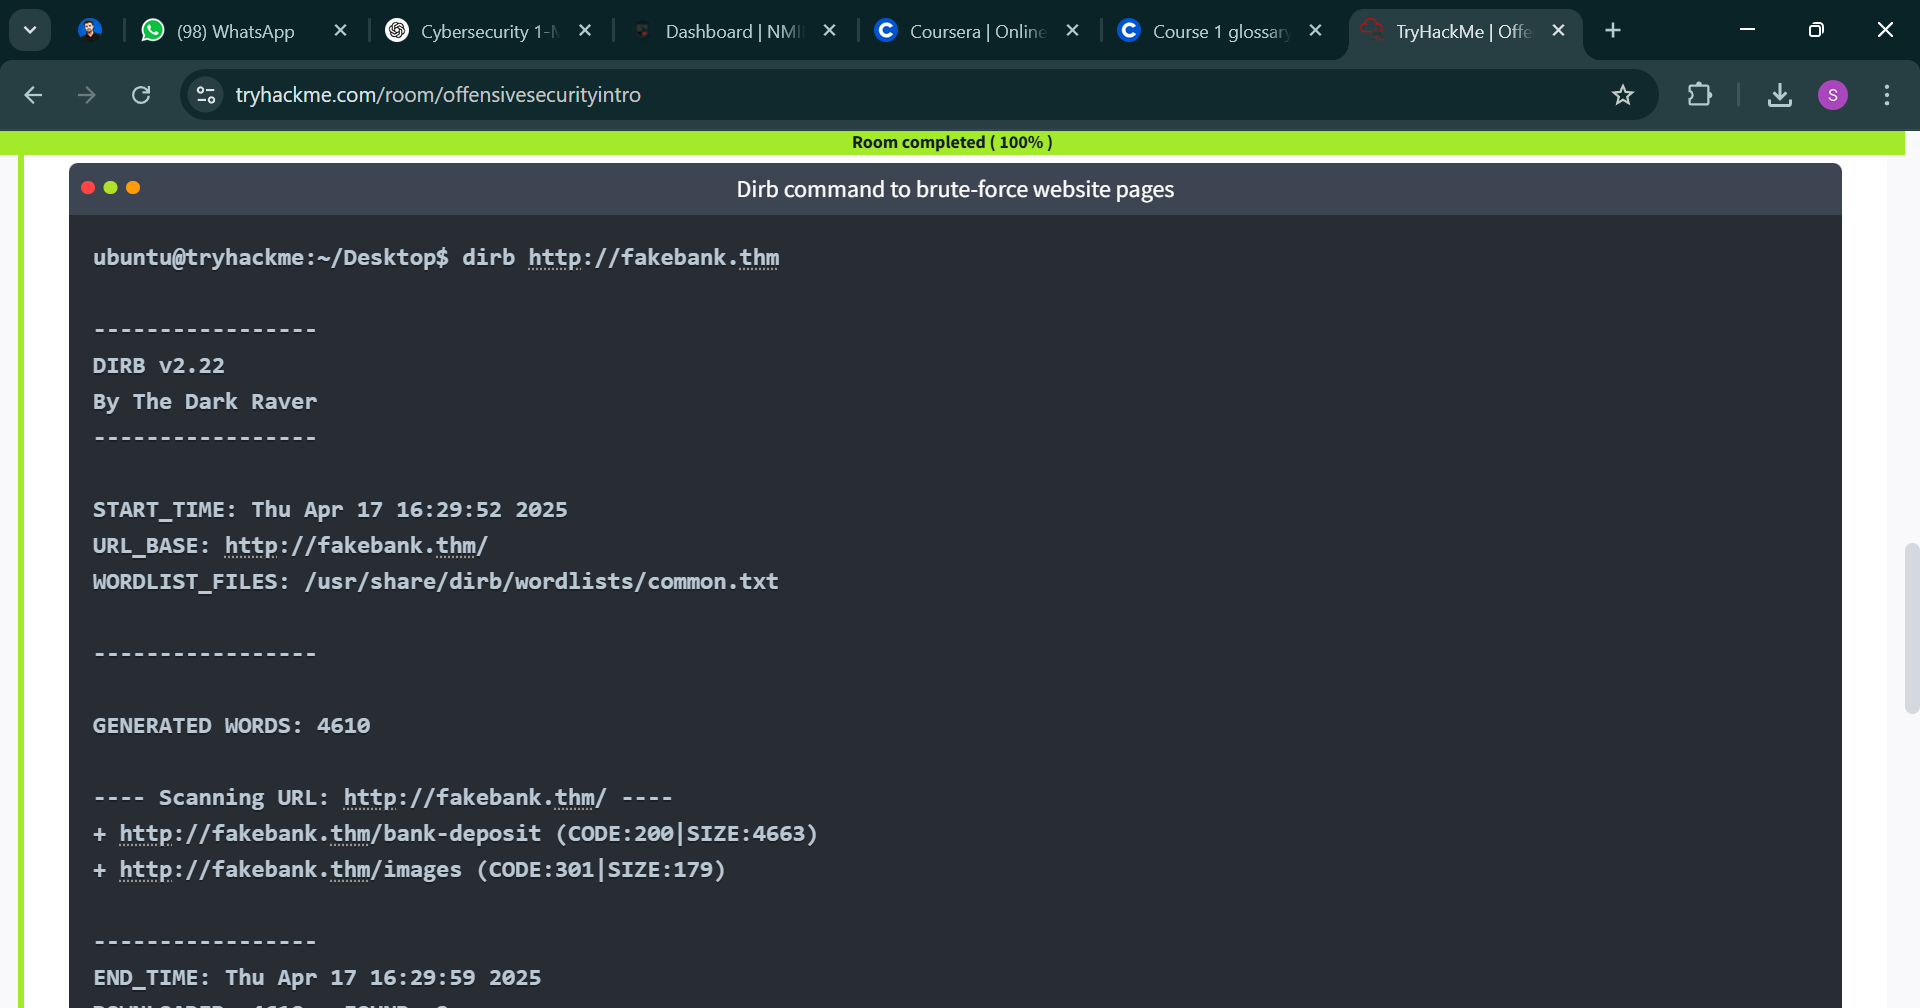 (98) WhatsApp
Cybersecurity 1-
Dashboard | NMI
Coursera | Online
Course 1 glossary
TryHackMe | Offe
tryhackme.com/room/offensivesecurityintro
S
Room completed ( 100% )
Dirb command to brute-force website pages
ubuntu@tryhackme:~/Desktop$ dirb http://fakebank.thm
-----------------
DIRB v2.22
By The Dark Raver
-----------------
START_TIME: Thu Apr 17 16:29:52 2025
URL_BASE: http://fakebank.thm/
WORDLIST_FILES: /usr/share/dirb/wordlists/common.txt
-----------------
GENERATED WORDS: 4610
---- Scanning URL: http://fakebank.thm/ ----
+ http://fakebank.thm/bank-deposit (CODE:200|SIZE:4663)
+ http://fakebank.thm/images (CODE:301|SIZE:179)
-----------------
END_TIME: Thu Apr 17 16:29:59 2025